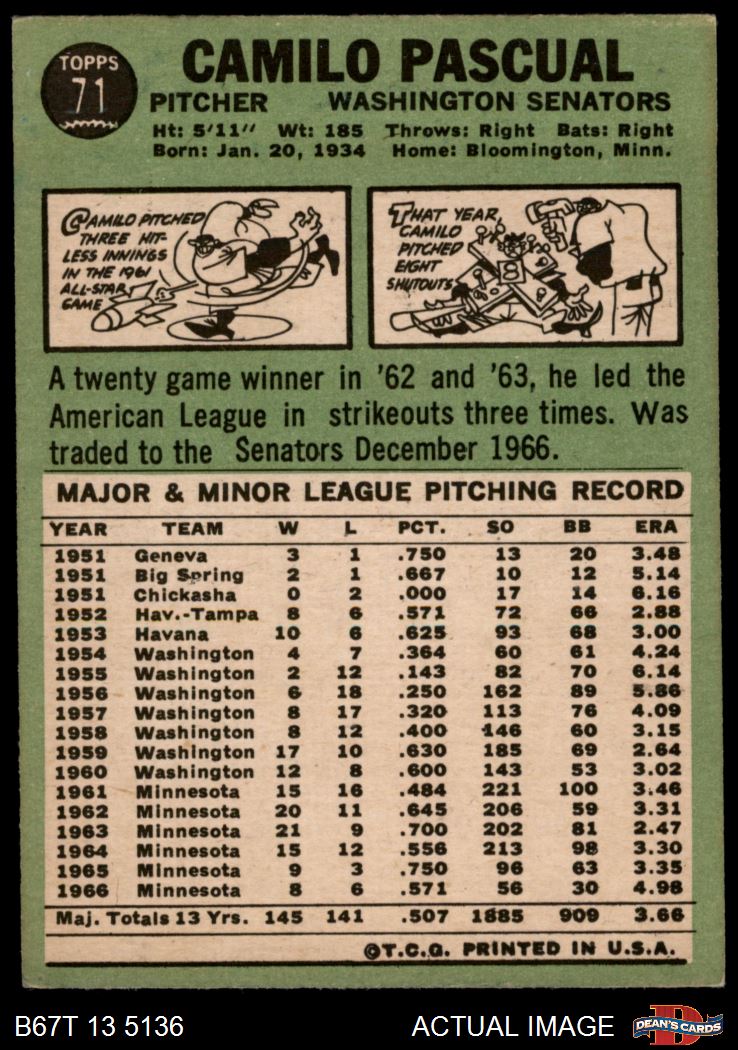 TOPPS
71
CAMILO PASCUAL
PITCHER WASHINGTON SENATORS
Ht: 5'11" Wt: 185 Throws: Right Bats: Right
Born: Jan. 20, 1934 Home: Bloomington, Minn.
CAMILO PITCHED
THREE HIT-
LESS INNINGS
IN THE 1961
ALL-STAR
GAME
THAT YEAR,
CAMILO
PITCHED
EIGHT
SHUTOUTS
8
A twenty game winner in '62 and '63, he led the
American League in strikeouts three times. Was
traded to the Senators December 1966.
MAJOR & MINOR LEAGUE PITCHING RECORD
YEAR TEAM W L PCT. SO BB ERA
1951 Geneva 3 1 .750 13 20 3.48
1951 Big Spring 2 1 .667 10 12 5.14
1951 Chickasha 0 2 .000 17 14 6.16
1952 Hav.-Tampa 8 6 .571 72 66 2.88
1953 Havana 10 6 .625 93 68 3.00
1954 Washington 4 7 .364 60 61 4.24
1955 Washington 2 12 .143 82 70 6.14
1956 Washington 6 18 .250 162 89 5.86
1957 Washington 8 17 .320 113 76 4.09
1958 Washington 8 12 .400 146 60 3.15
1959 Washington 17 10 .630 185 69 2.64
1960 Washington 12 8 .600 143 53 3.02
1961 Minnesota 15 16 .484 221 100 3.46
1962 Minnesota 20 11 .645 206 59 3.31
1963 Minnesota 21 9 .700 202 81 2.47
1964 Minnesota 15 12 .556 213 98 3.30
1965 Minnesota 9 3 .750 96 63 3.35
1966 Minnesota 8 6 .571 56 30 4.98
Maj. Totals 13 Yrs. 145 141 .507 1885 909 3.66
©T.C.G. PRINTED IN U.S.A.
B67T 13 5136 ACTUAL IMAGE DEAN'S CARDS